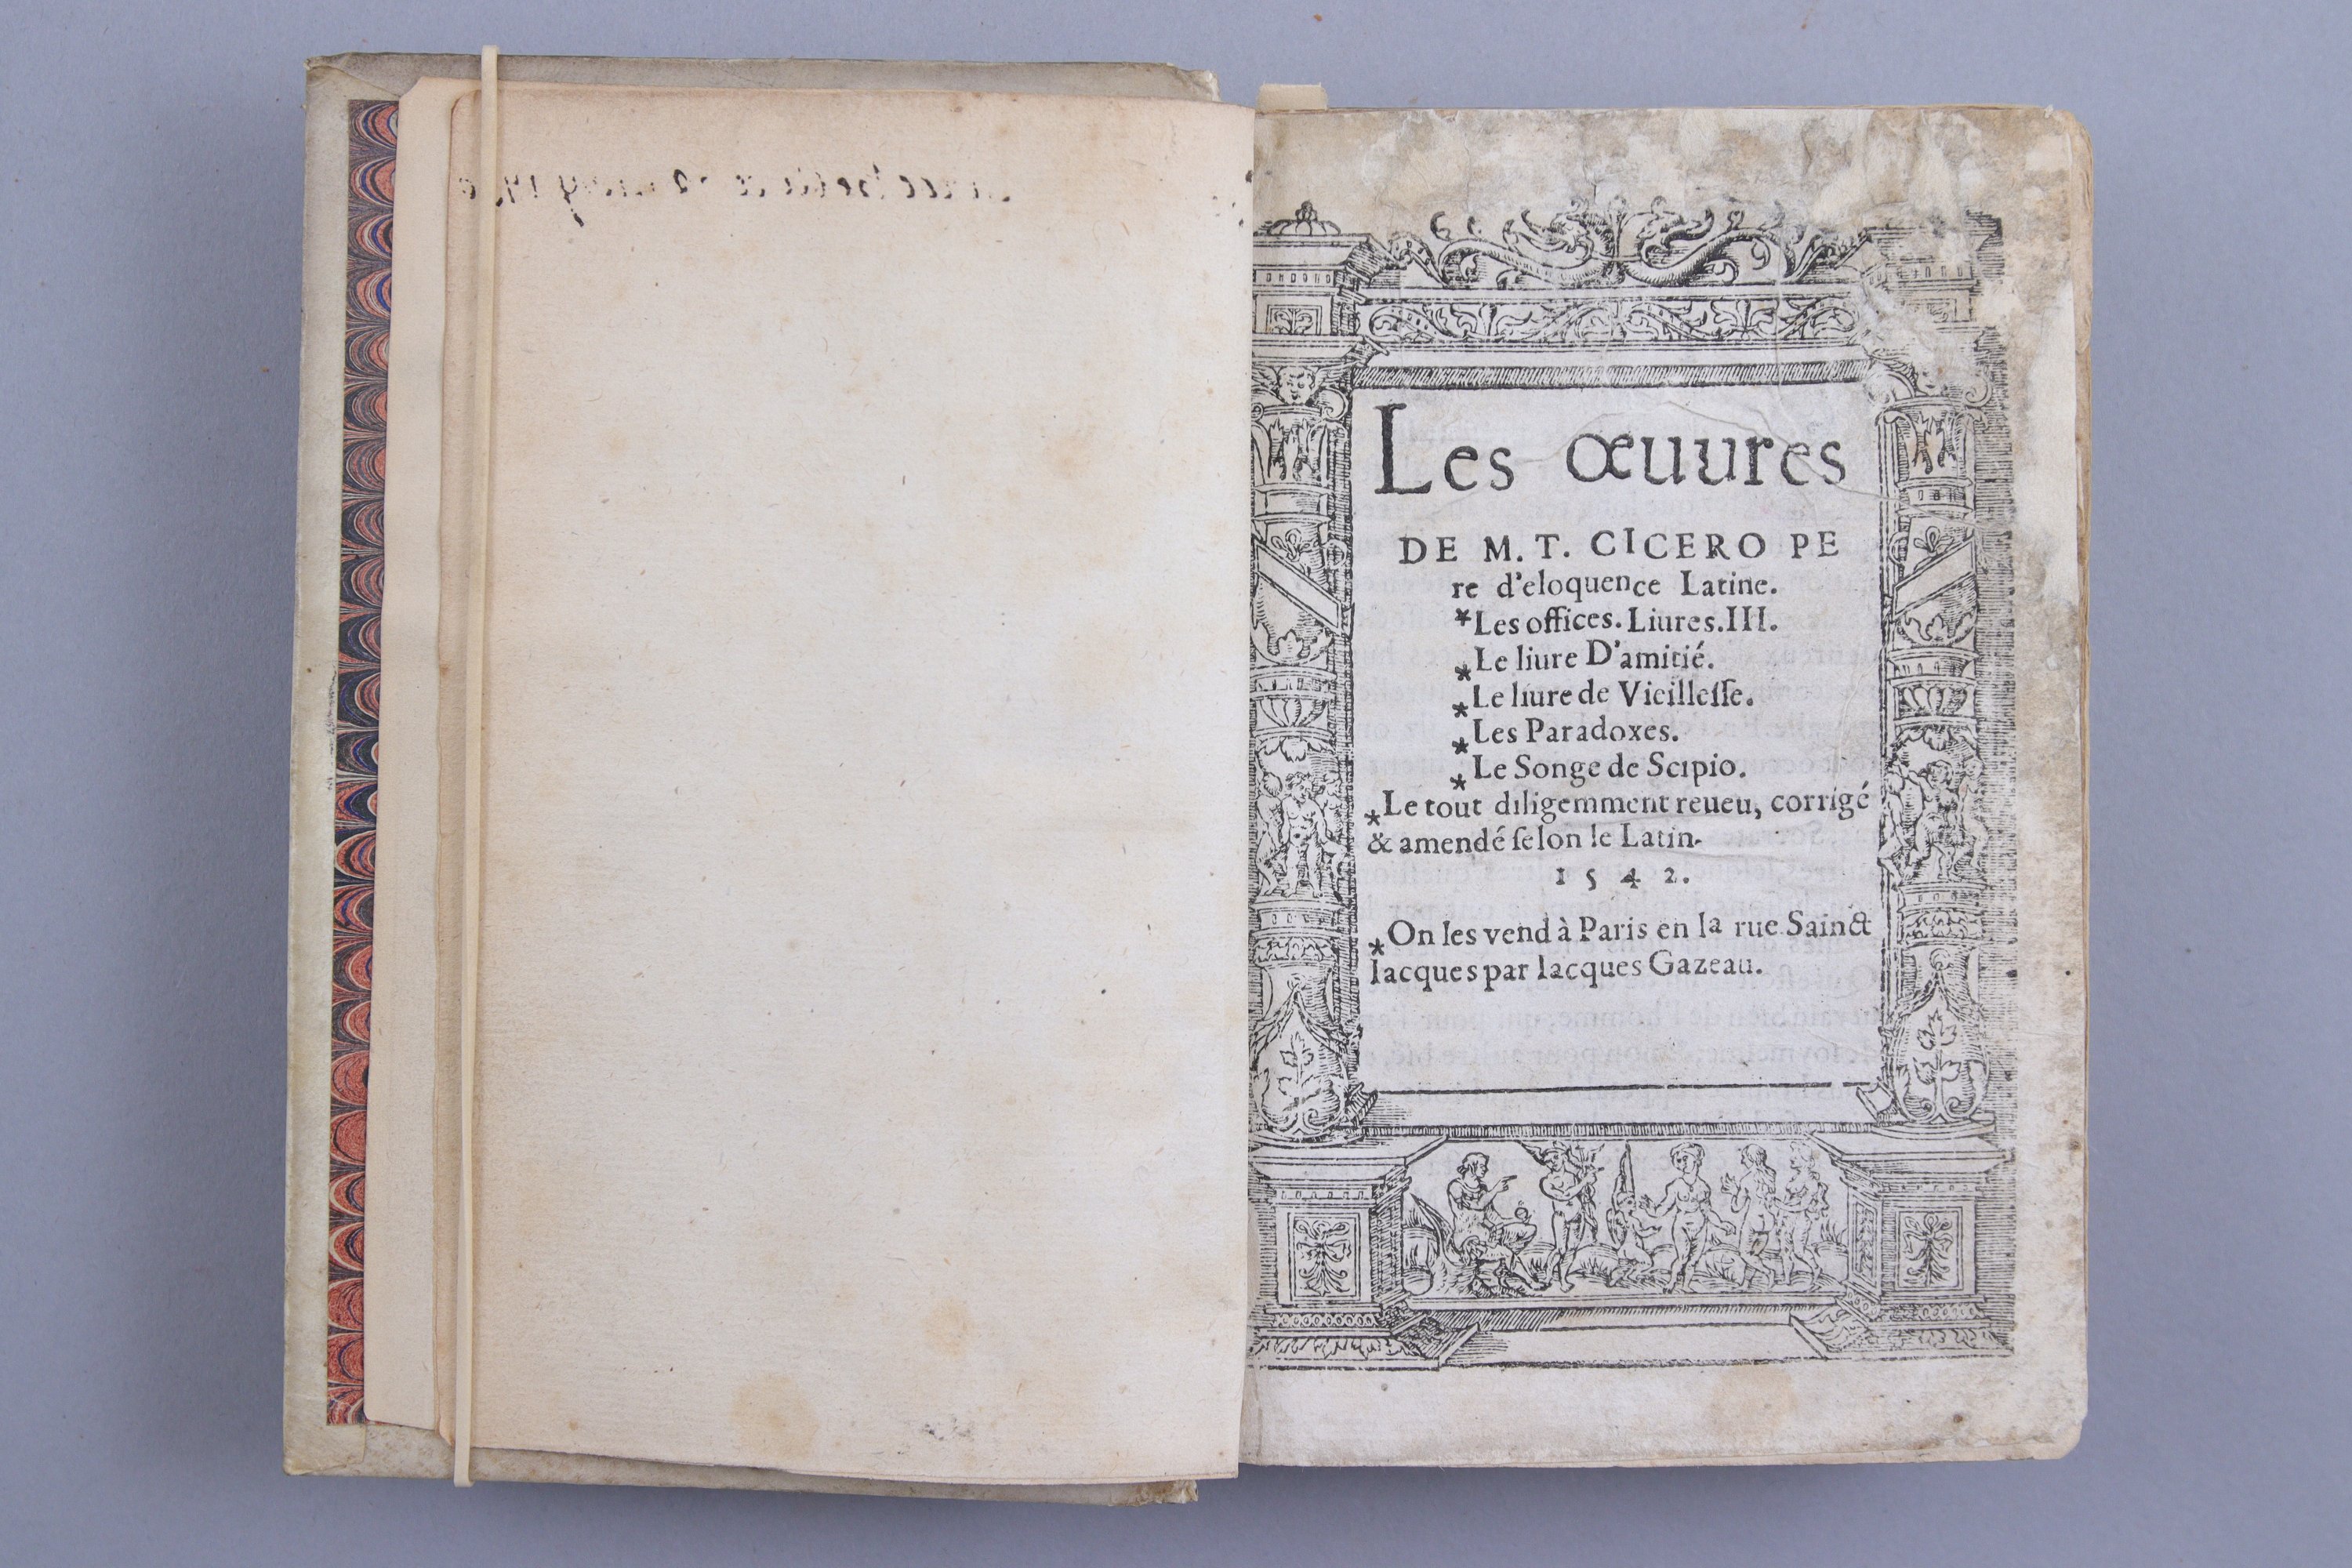 Les œuures
DE M. T. CICERO PE
re d'eloquence Latine.
*Les offices. Liures. III.
*Le liure D'amitié.
*Le liure de Vieilleſſe.
*Les Paradoxes.
*Le Songe de Scipio.
*Le tout diligemment reueu, corrigé
& amendé ſelon le Latin.
1542.
*On les vend à Paris en la rue Sainct
Iacques par Iacques Gazeau.